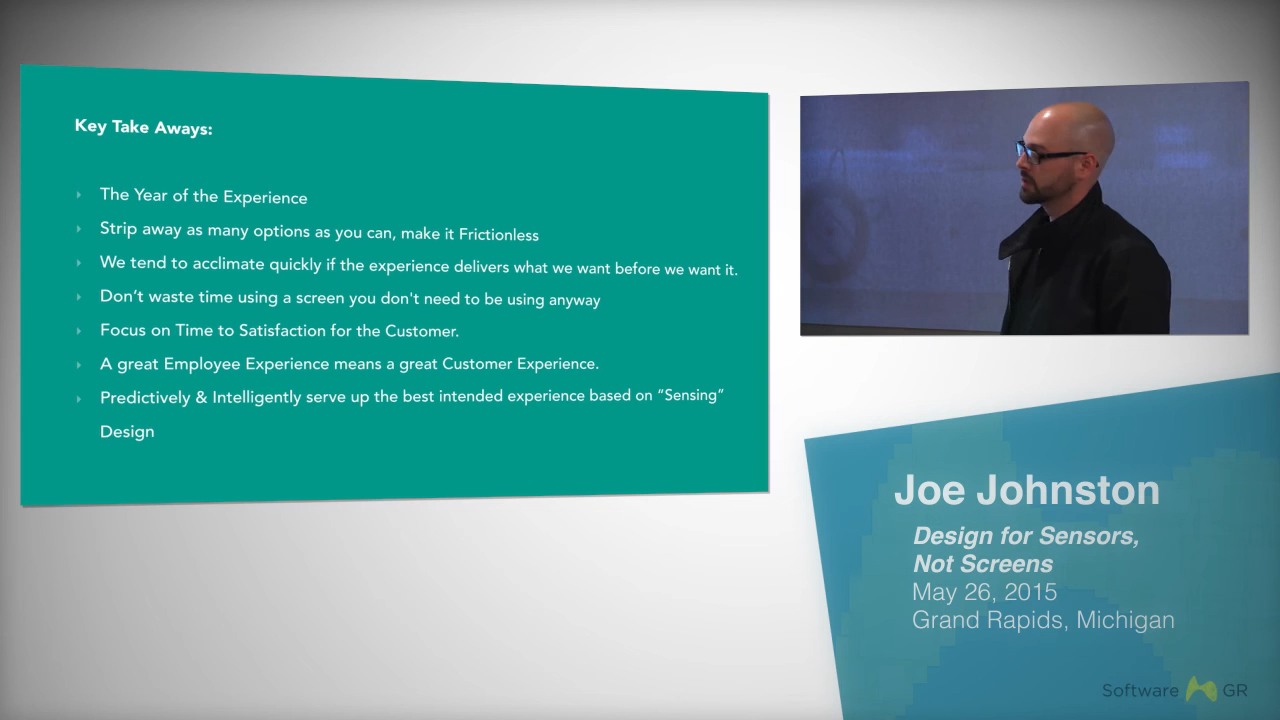 Key Take Aways:
The Year of the Experience
Strip away as many options as you can, make it Frictionless
We tend to acclimate quickly if the experience delivers what we want before we want it.
Don’t waste time using a screen you don't need to be using anyway
Focus on Time to Satisfaction for the Customer.
A great Employee Experience means a great Customer Experience.
Predictively & Intelligently serve up the best intended experience based on “Sensing”
Design
Joe Johnston
Design for Sensors,
Not Screens
May 26, 2015
Grand Rapids, Michigan
Software GR